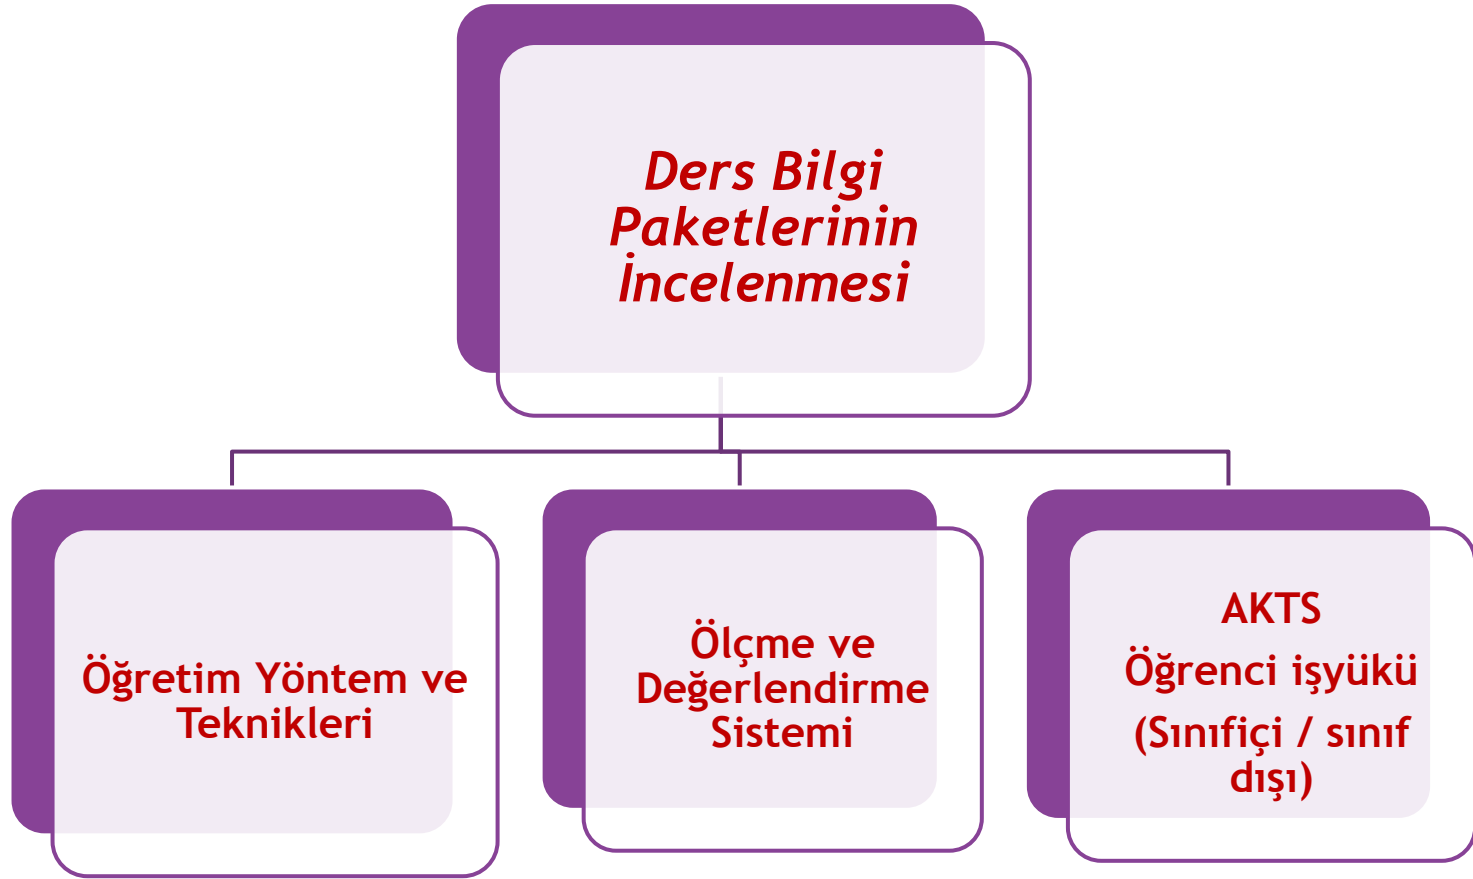 Ders Bilgi
Paketlerinin
İncelenmesi
Öğretim Yöntem ve
Teknikleri
Ölçme ve
Değerlendirme
Sistemi
AKTS
Öğrenci işyükü
(Sınıfiçi / sınıf
dışı)